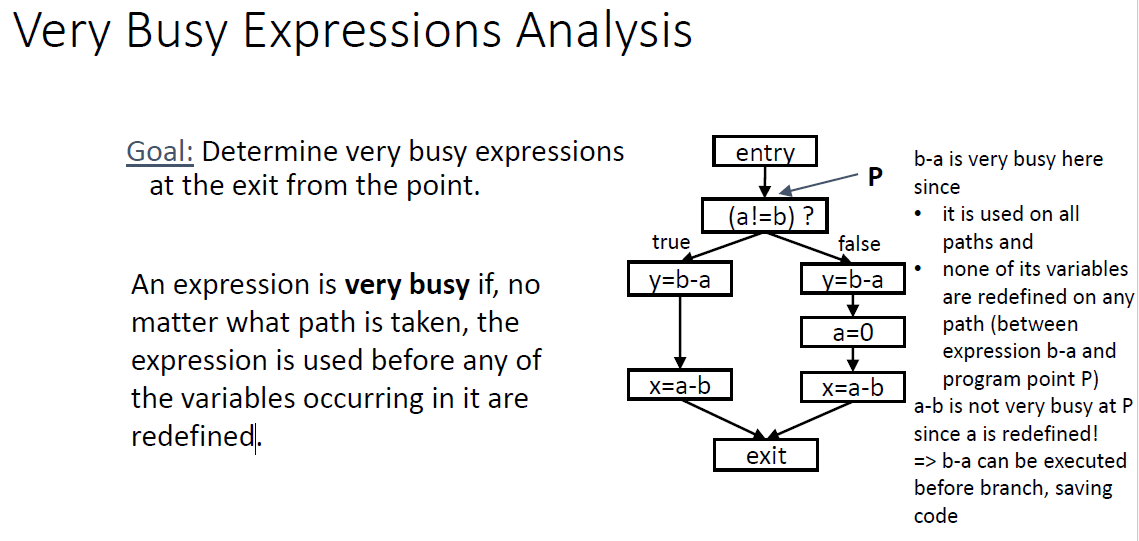 Very Busy Expressions Analysis
Goal: Determine very busy expressions
at the exit from the point.
An expression is very busy if, no
matter what path is taken, the
expression is used before any of
the variables occurring in it are
redefined.
entry
P
(a!=b) ?
true
false
y=b-a
y=b-a
a=0
x=a-b
x=a-b
exit
b-a is very busy here
since
• it is used on all
paths and
• none of its variables
are redefined on any
path (between
expression b-a and
program point P)
a-b is not very busy at P
since a is redefined!
=> b-a can be executed
before branch, saving
code